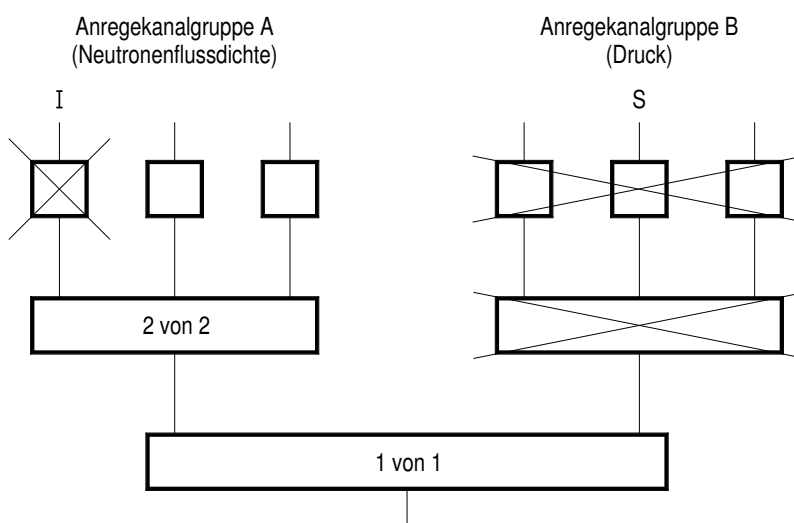 Anregekanalgruppe A
(Neutronenflussdichte)
Anregekanalgruppe B
(Druck)
I
S
2 von 2
1 von 1